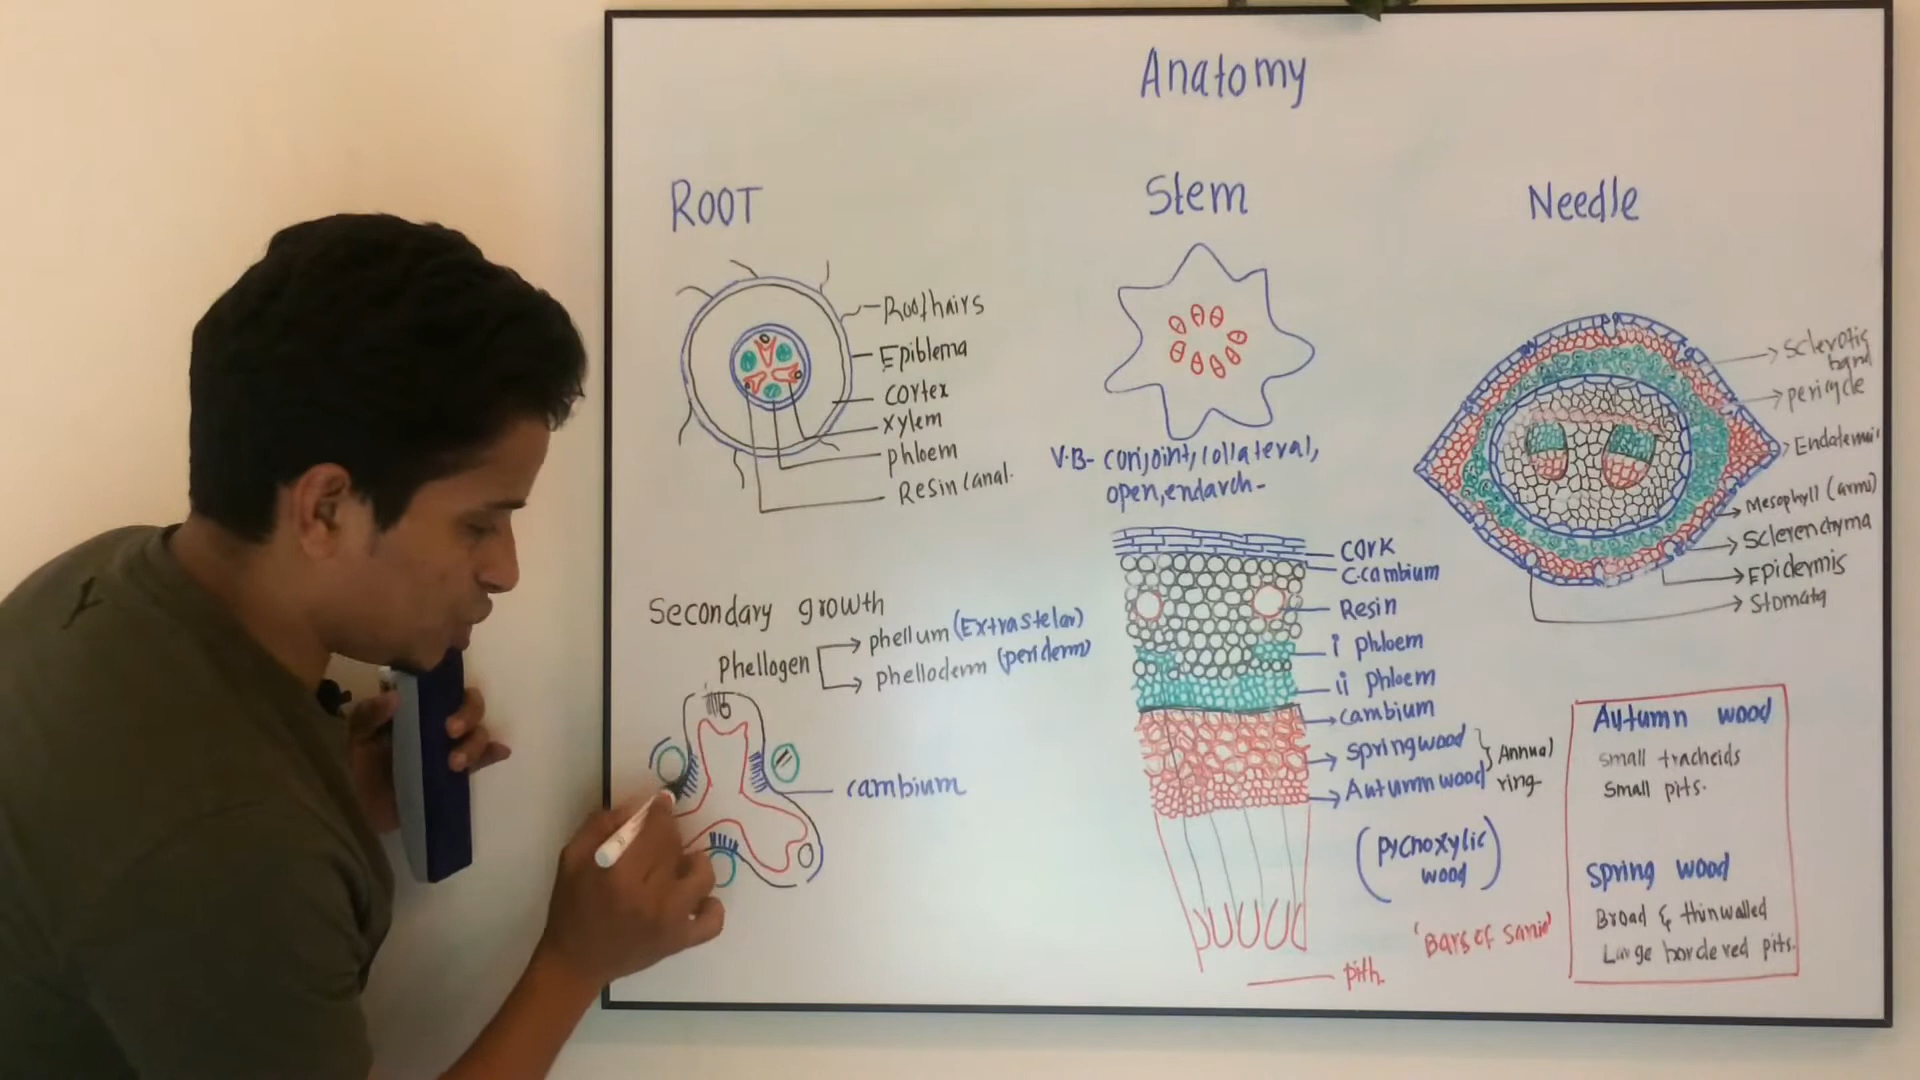 Anatomy
ROOT
Root hairs
Epiblema
cortex
xylem
phloem
Resin canal.
Secondary growth
phellogen
phellum (Extrastelar)
phelloderm (periderm)
cambium
Stem
V.B- conjoint, collateral,
open, endarch-
cork
c.cambium
Resin
i phloem
ii phloem
cambium
springwood
Autumn wood
Annual
ring
(pycnoxylic
wood)
'Bars of sanio'
pith.
Needle
Sclerotic
band
pericycle
Mesophyll (arms)
Sclerenchyma
Epidermis
Stomata
Autumn wood
small tracheids
small pits.
spring wood
Broad & thinwalled
Large bordered pits.